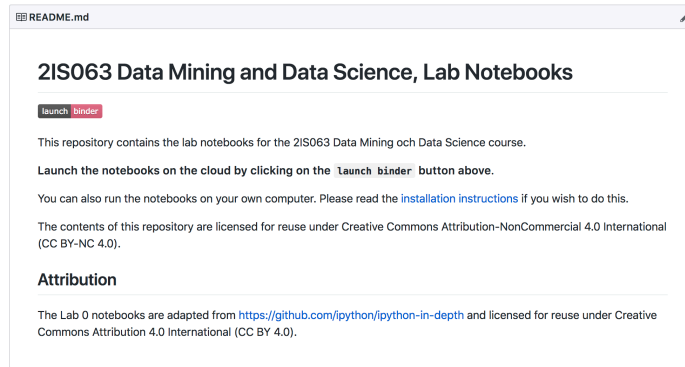 README.md
2IS063 Data Mining and Data Science, Lab Notebooks
launch binder
This repository contains the lab notebooks for the 2IS063 Data Mining och Data Science course.
Launch the notebooks on the cloud by clicking on the launch binder button above.
You can also run the notebooks on your own computer. Please read the installation instructions if you wish to do this.
The contents of this repository are licensed for reuse under Creative Commons Attribution-NonCommercial 4.0 International
(CC BY-NC 4.0).
Attribution
The Lab 0 notebooks are adapted from https://github.com/ipython/ipython-in-depth and licensed for reuse under Creative
Commons Attribution 4.0 International (CC BY 4.0).